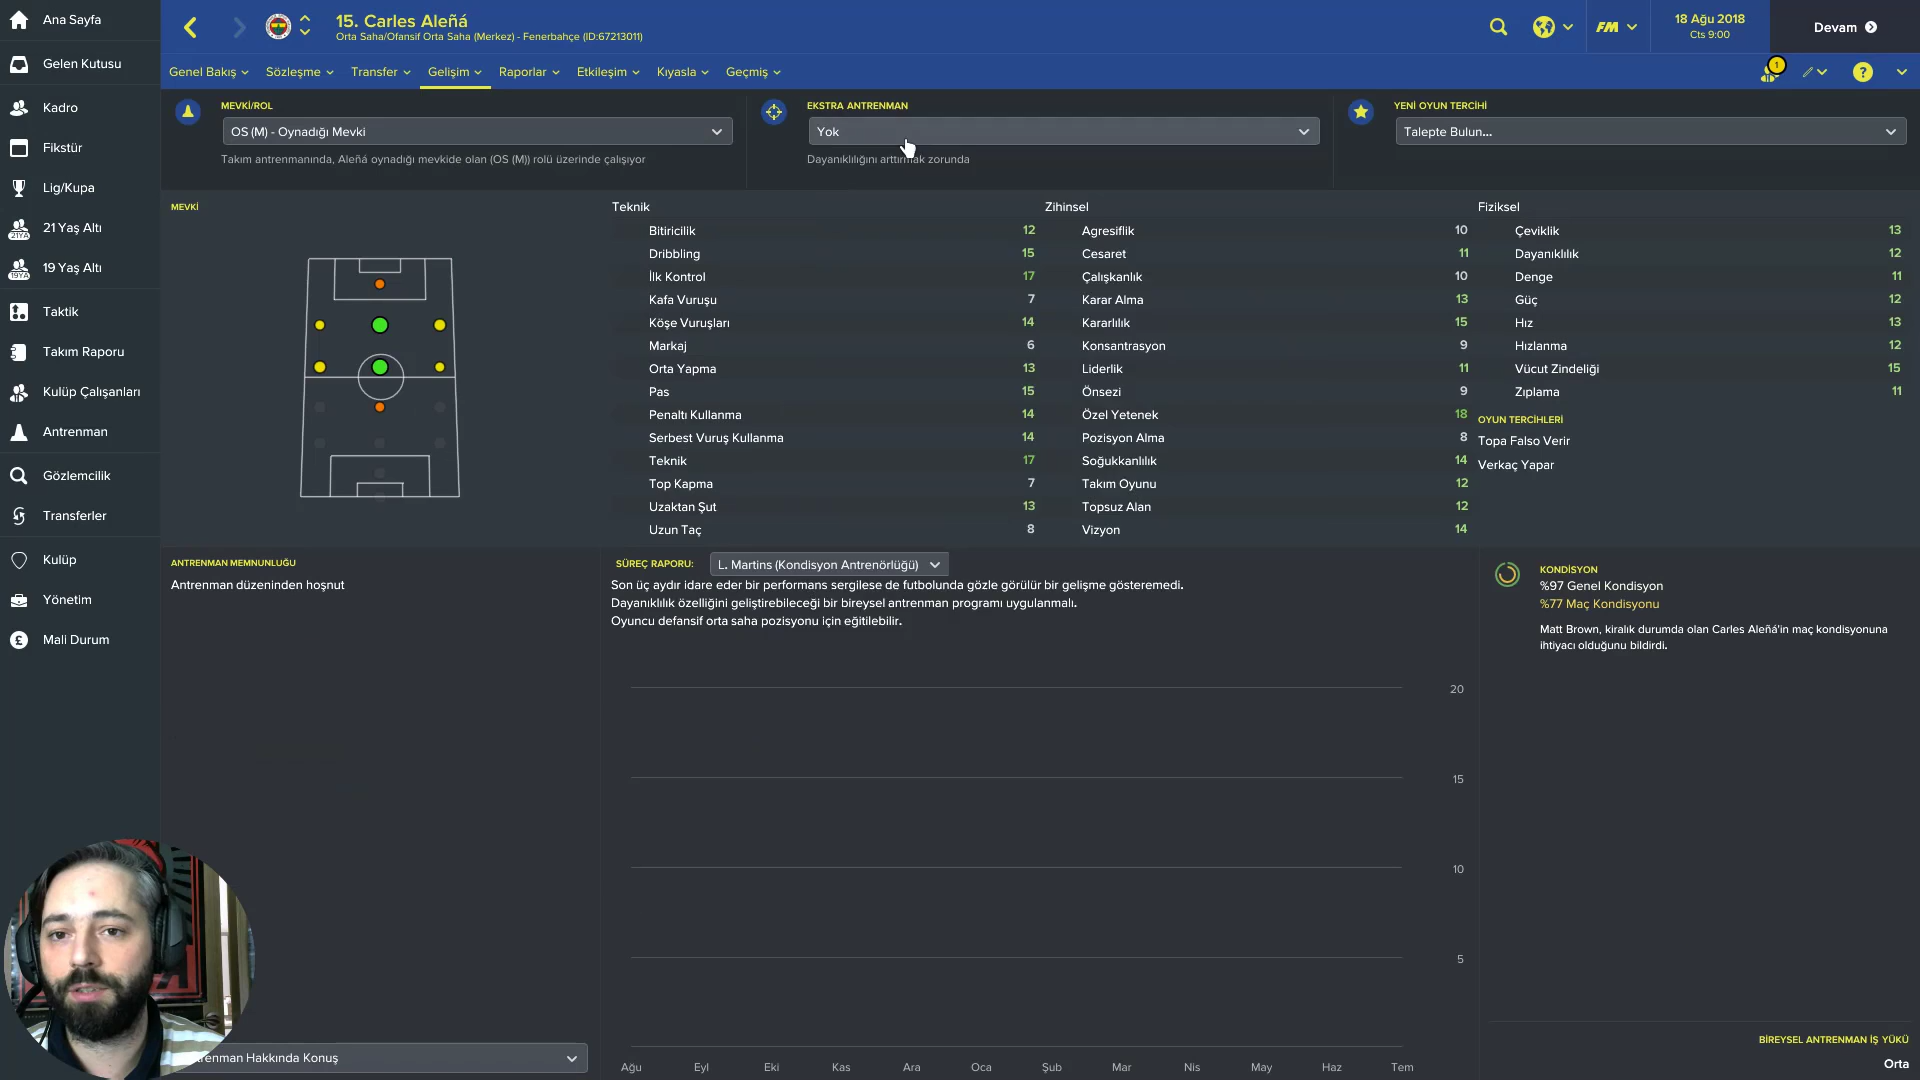 Ana Sayfa
Gelen Kutusu
Kadro
Fikstür
Lig/Kupa
21 Yaş Altı
19 Yaş Altı
Taktik
Takım Raporu
Kulüp Çalışanları
Antrenman
Gözlemcilik
Transferler
Kulüp
Yönetim
Mali Durum
15. Carles Aleñá
Orta Saha/Ofansif Orta Saha (Merkez) - Fenerbahçe (ID:67213011)
FM
18 Ağu 2018
Cts 9:00
Devam
Genel Bakış
Sözleşme
Transfer
Gelişim
Raporlar
Etkileşim
Kıyasla
Geçmiş
1
?
MEVKİ/ROL
OS (M) - Oynadığı Mevki
Takım antrenmanında, Aleñá oynadığı mevkide olan (OS (M)) rolü üzerinde çalışıyor
EKSTRA ANTRENMAN
Yok
Dayanıklılığını arttırmak zorunda
YENİ OYUN TERCİHİ
Talepte Bulun...
MEVKİ
Teknik
Bitiricilik 12
Dribbling 15
İlk Kontrol 17
Kafa Vuruşu 7
Köşe Vuruşları 14
Markaj 6
Orta Yapma 13
Pas 15
Penaltı Kullanma 14
Serbest Vuruş Kullanma 14
Teknik 17
Top Kapma 7
Uzaktan Şut 13
Uzun Taç 8
Zihinsel
Agresiflik 10
Cesaret 11
Çalışkanlık 10
Karar Alma 13
Kararlılık 15
Konsantrasyon 9
Liderlik 11
Önsezi 9
Özel Yetenek 18
Pozisyon Alma 8
Soğukkanlılık 14
Takım Oyunu 12
Topsuz Alan 12
Vizyon 14
Fiziksel
Çeviklik 13
Dayanıklılık 12
Denge 11
Güç 12
Hız 13
Hızlanma 12
Vücut Zindeliği 15
Zıplama 11
OYUN TERCİHLERİ
Topa Falso Verir
Verkaç Yapar
ANTRENMAN MEMNUNLUĞU
Antrenman düzeninden hoşnut
SÜREÇ RAPORU:
L. Martins (Kondisyon Antrenörlüğü)
Son üç aydır idare eder bir performans sergilese de futbolunda gözle görülür bir gelişme gösteremedi.
Dayanıklılık özelliğini geliştirebileceği bir bireysel antrenman programı uygulanmalı.
Oyuncu defansif orta saha pozisyonu için eğitilebilir.
20
15
10
5
Ağu Eyl Eki Kas Ara Oca Şub Mar Nis May Haz Tem
KONDİSYON
%97 Genel Kondisyon
%77 Maç Kondisyonu
Matt Brown, kiralık durumda olan Carles Aleñá'in maç kondisyonuna
ihtiyacı olduğunu bildirdi.
Hakkında Konuş
BİREYSEL ANTRENMAN İŞ YÜKÜ
Orta